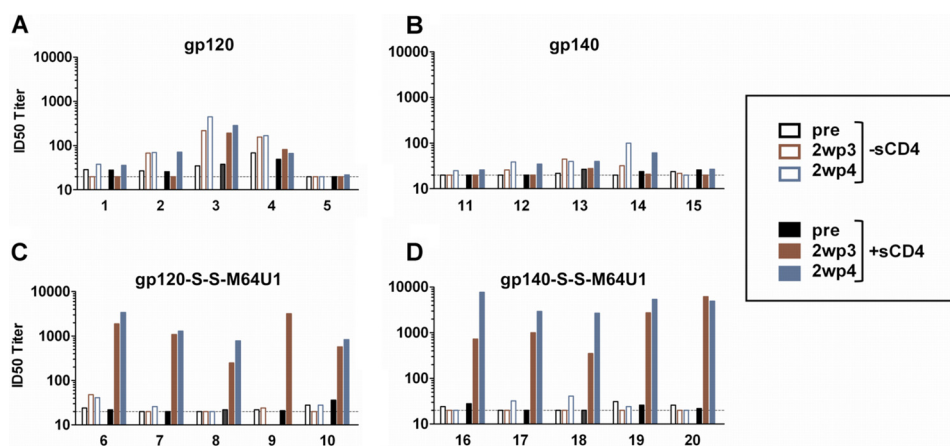 A
gp120
ID50 Titer
10000
1000
100
10
1 2 3 4 5
B
gp140
10000
1000
100
10
11 12 13 14 15
pre
2wp3
2wp4
-sCD4
pre
2wp3
2wp4
+sCD4
C
gp120-S-S-M64U1
ID50 Titer
10000
1000
100
10
6 7 8 9 10
D
gp140-S-S-M64U1
10000
1000
100
10
16 17 18 19 20